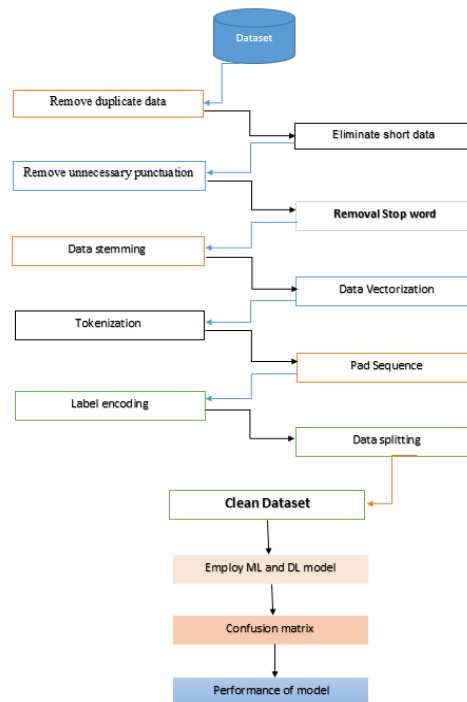 Dataset
Remove duplicate data
Eliminate short data
Remove unnecessary punctuation
Removal Stop word
Data stemming
Data Vectorization
Tokenization
Pad Sequence
Label encoding
Data splitting
Clean Dataset
Employ ML and DL model
Confusion matrix
Performance of model